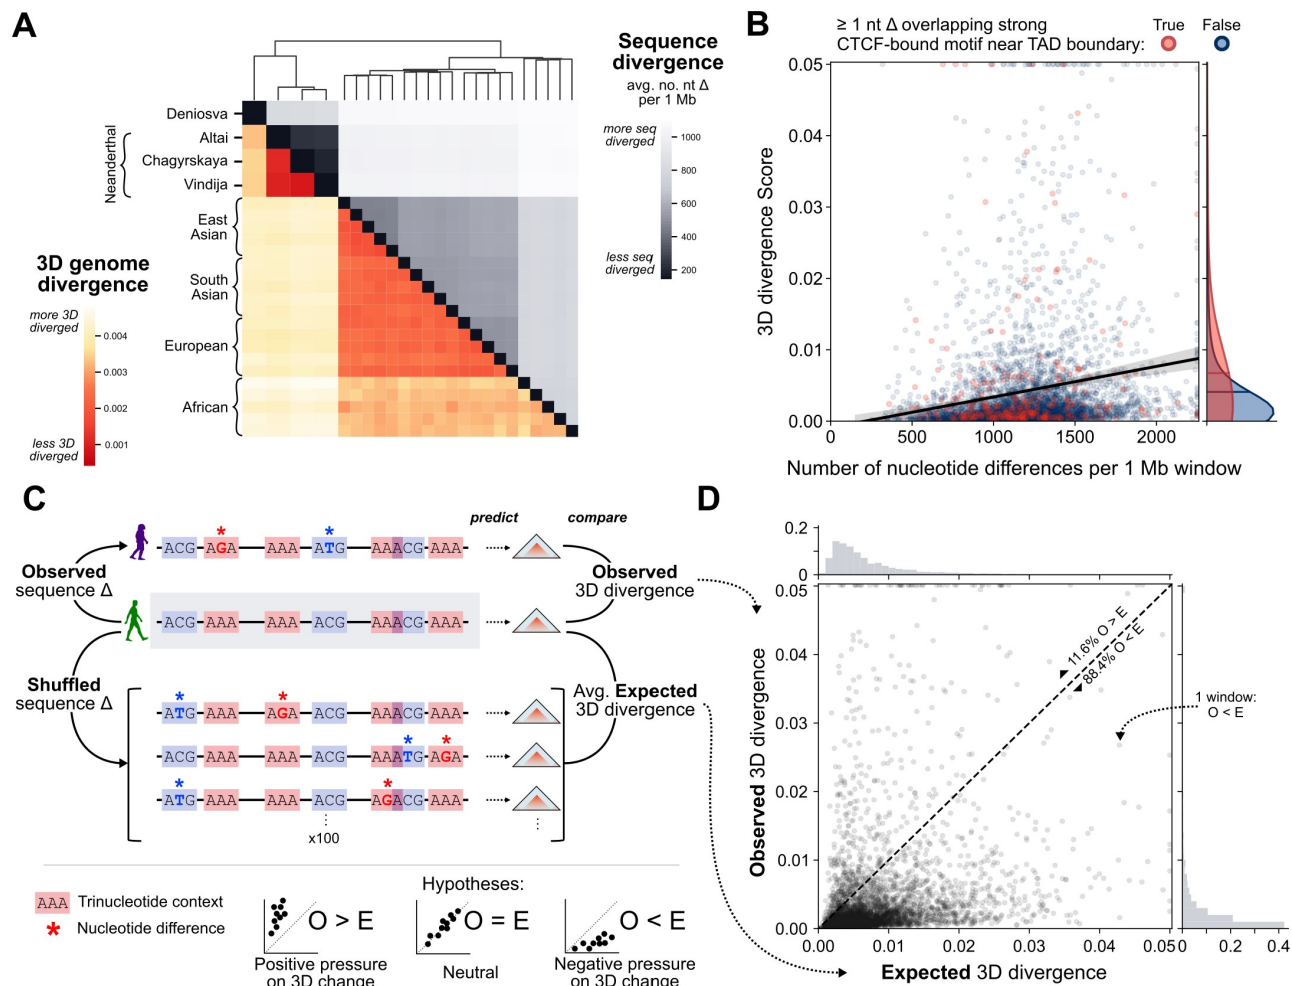 A
Sequence
divergence
avg. no. nt Δ
per 1 Mb
more seq
diverged
1000
800
600
400
200
less seq
diverged
Deniosva
Altai
Chagyrskaya
Vindija
Neanderthal
East
Asian
South
Asian
European
African
3D genome
divergence
more 3D
diverged
0.004
0.003
0.002
0.001
less 3D
diverged
B
≥ 1 nt Δ overlapping strong
CTCF-bound motif near TAD boundary:
True
False
3D divergence Score
0.05
0.04
0.03
0.02
0.01
0.00
0
500
1000
1500
2000
Number of nucleotide differences per 1 Mb window
C
predict
compare
* *
ACG AGA AAA ATG AAACG AAA
Observed
sequence Δ
Observed
3D divergence
ACG AAA AAA ACG AAACG AAA
Shuffled
sequence Δ
Avg. Expected
3D divergence
* *
ATG AAA AGA ACG AAACG AAA
* *
ACG AAA AAA ACG AAATG AGA
* *
ATG AAA AAA ACG AGACG AAA
x100
AAA Trinucleotide context
* Nucleotide difference
Hypotheses:
O > E
Positive pressure
on 3D change
O = E
Neutral
O < E
Negative pressure
on 3D change
D
0.2
0
0.05
0.04
0.03
0.02
0.01
0.00
Observed 3D divergence
11.6% O > E
88.4% O < E
1 window:
O < E
0.00
0.01
0.02
0.03
0.04
0.05
0
0.2
0.4
Expected 3D divergence